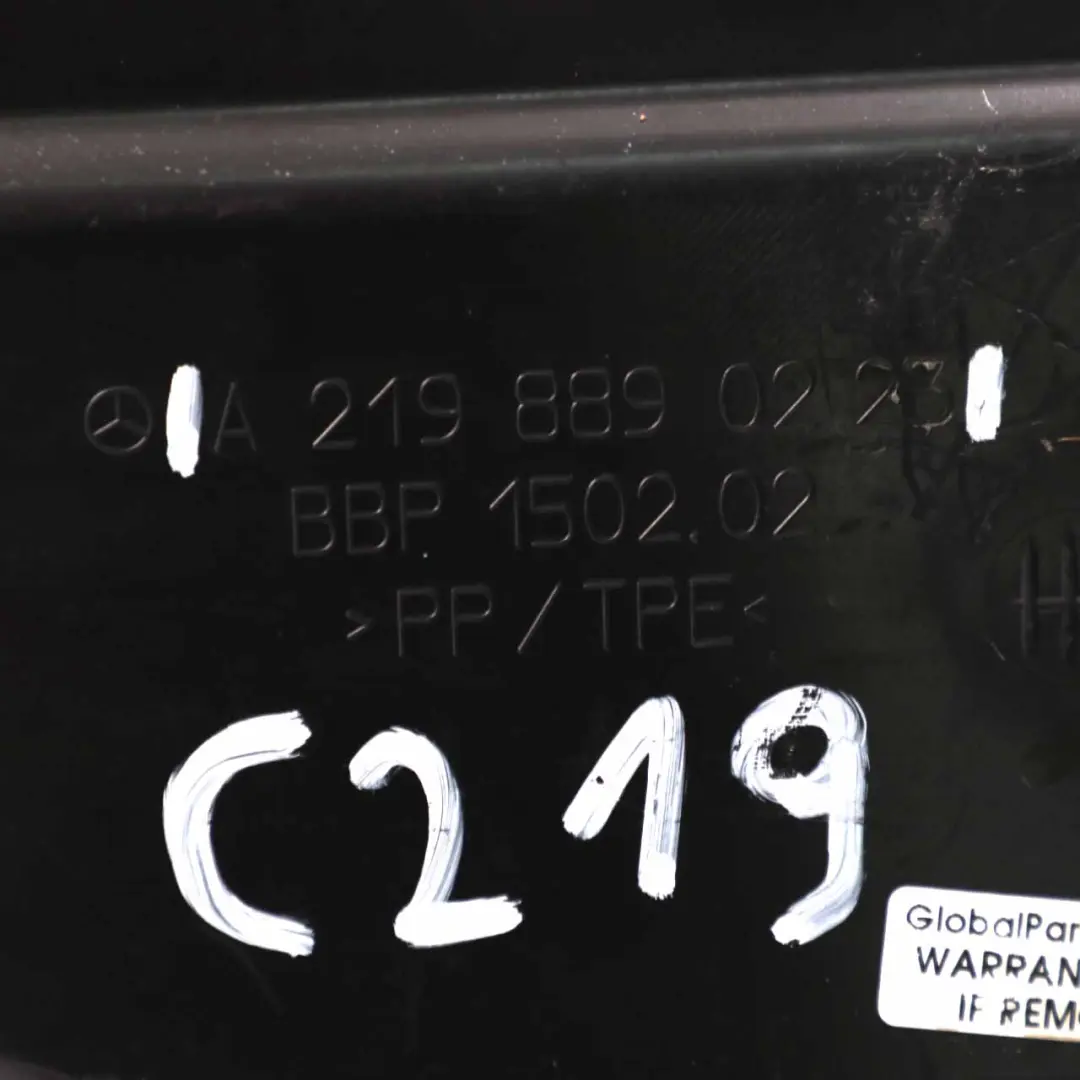 A 219 889 02 23
BBP 1502.02
>PP/TPE<
C219
GlobalPar
WARRAN
IF REM